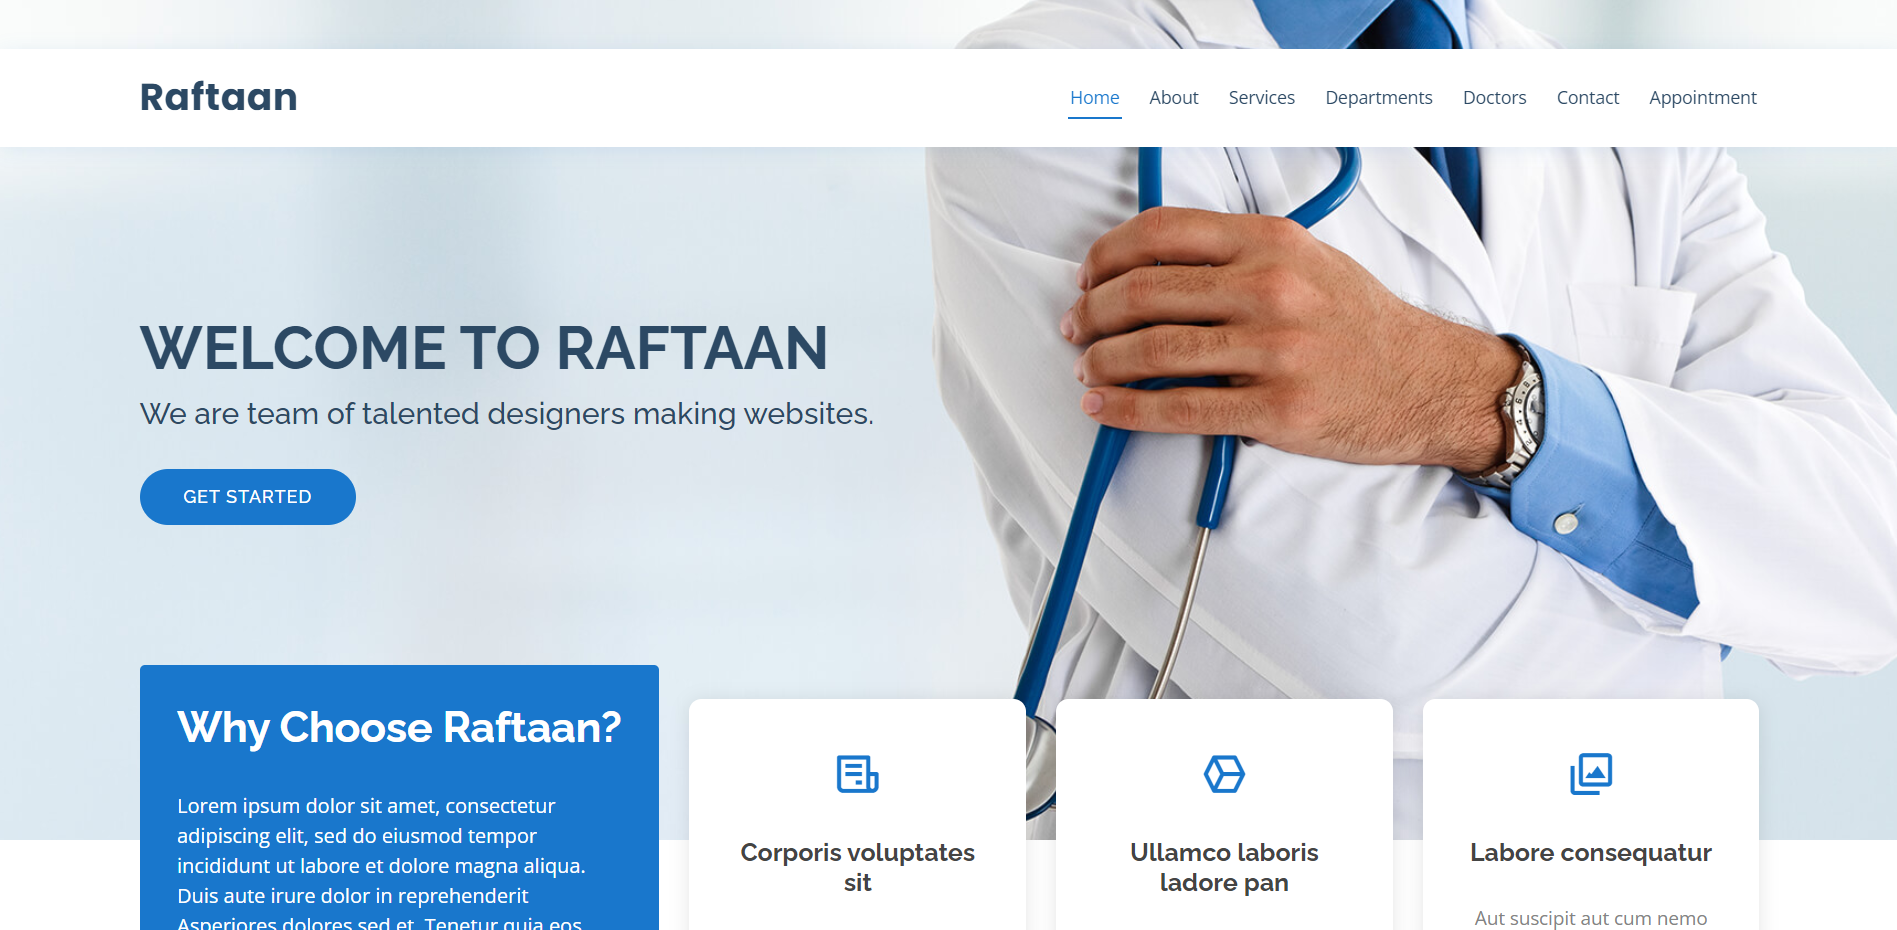 Raftaan
Home About Services Departments Doctors Contact Appointment
WELCOME TO RAFTAAN
We are team of talented designers making websites.
GET STARTED
Why Choose Raftaan?
Lorem ipsum dolor sit amet, consectetur
adipiscing elit, sed do eiusmod tempor
incididunt ut labore et dolore magna aliqua.
Duis aute irure dolor in reprehenderit
Asperiores dolores sed et. Tenetur quia eos
Corporis voluptates
sit
Ullamco laboris
ladore pan
Labore consequatur
Aut suscipit aut cum nemo